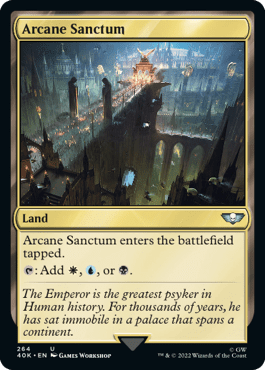 Arcane Sanctum
Land
Arcane Sanctum enters the battlefield
tapped.
: Add , , or .
The Emperor is the greatest psyker in
Human history. For thousands of years, he
has sat immobile in a palace that spans a
continent.
264 U © GW
40K • EN Games Workshop ™ & © 2022 Wizards of the Coast